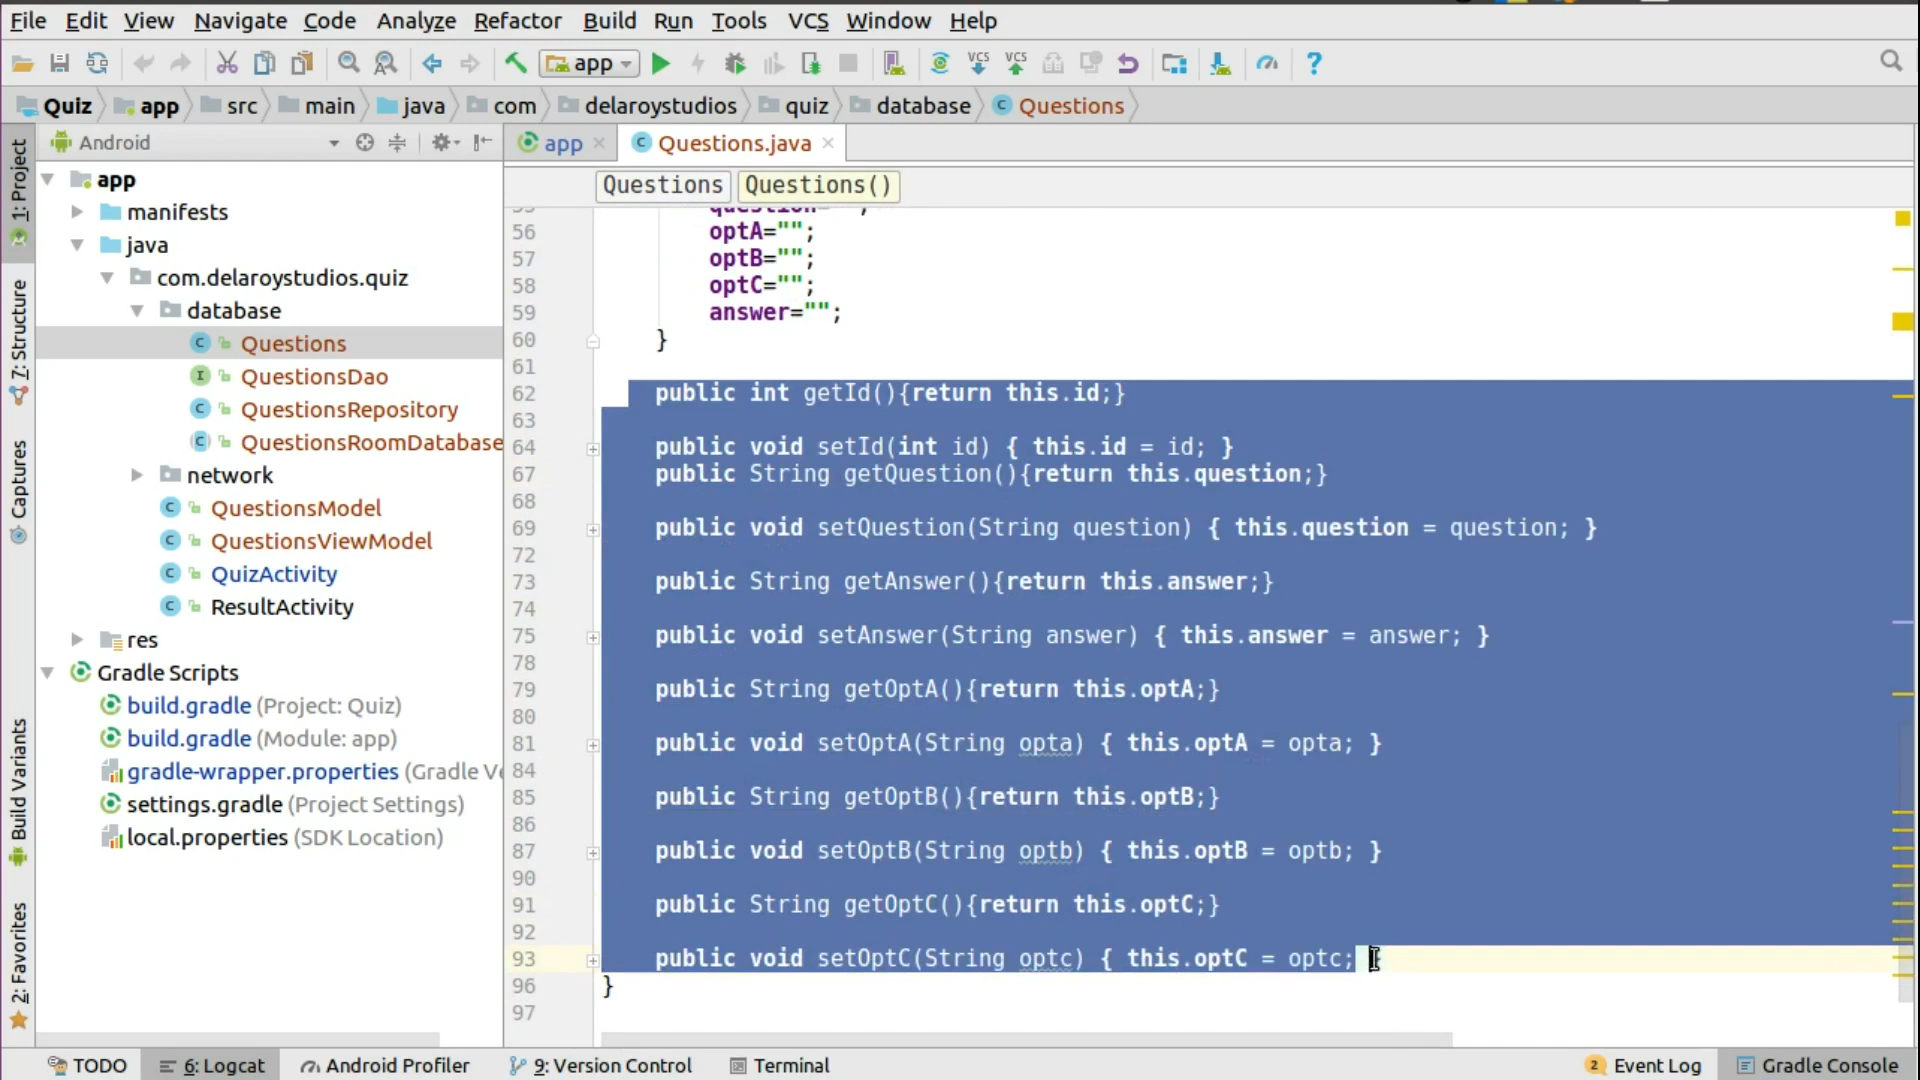 File Edit View Navigate Code Analyze Refactor Build Run Tools VCS Window Help
app
VCS VCS
Quiz app src main java com delaroystudios quiz database Questions
Android
app Questions.java
Questions Questions()
1: Project
7: Structure
Captures
Build Variants
2: Favorites
app
manifests
java
com.delaroystudios.quiz
database
Questions
QuestionsDao
QuestionsRepository
QuestionsRoomDatabase
network
QuestionsModel
QuestionsViewModel
QuizActivity
ResultActivity
res
Gradle Scripts
build.gradle (Project: Quiz)
build.gradle (Module: app)
gradle-wrapper.properties (Gradle Ve
settings.gradle (Project Settings)
local.properties (SDK Location)
56 optA="";
57 optB="";
58 optC="";
59 answer="";
60 }
61
62 public int getId(){return this.id;}
63
64 public void setId(int id) { this.id = id; }
67 public String getQuestion(){return this.question;}
68
69 public void setQuestion(String question) { this.question = question; }
72
73 public String getAnswer(){return this.answer;}
74
75 public void setAnswer(String answer) { this.answer = answer; }
78
79 public String getOptA(){return this.optA;}
80
81 public void setOptA(String opta) { this.optA = opta; }
84
85 public String getOptB(){return this.optB;}
86
87 public void setOptB(String optb) { this.optB = optb; }
90
91 public String getOptC(){return this.optC;}
92
93 public void setOptC(String optc) { this.optC = optc; }
96 }
97
TODO 6: Logcat Android Profiler 9: Version Control Terminal 2 Event Log Gradle Console